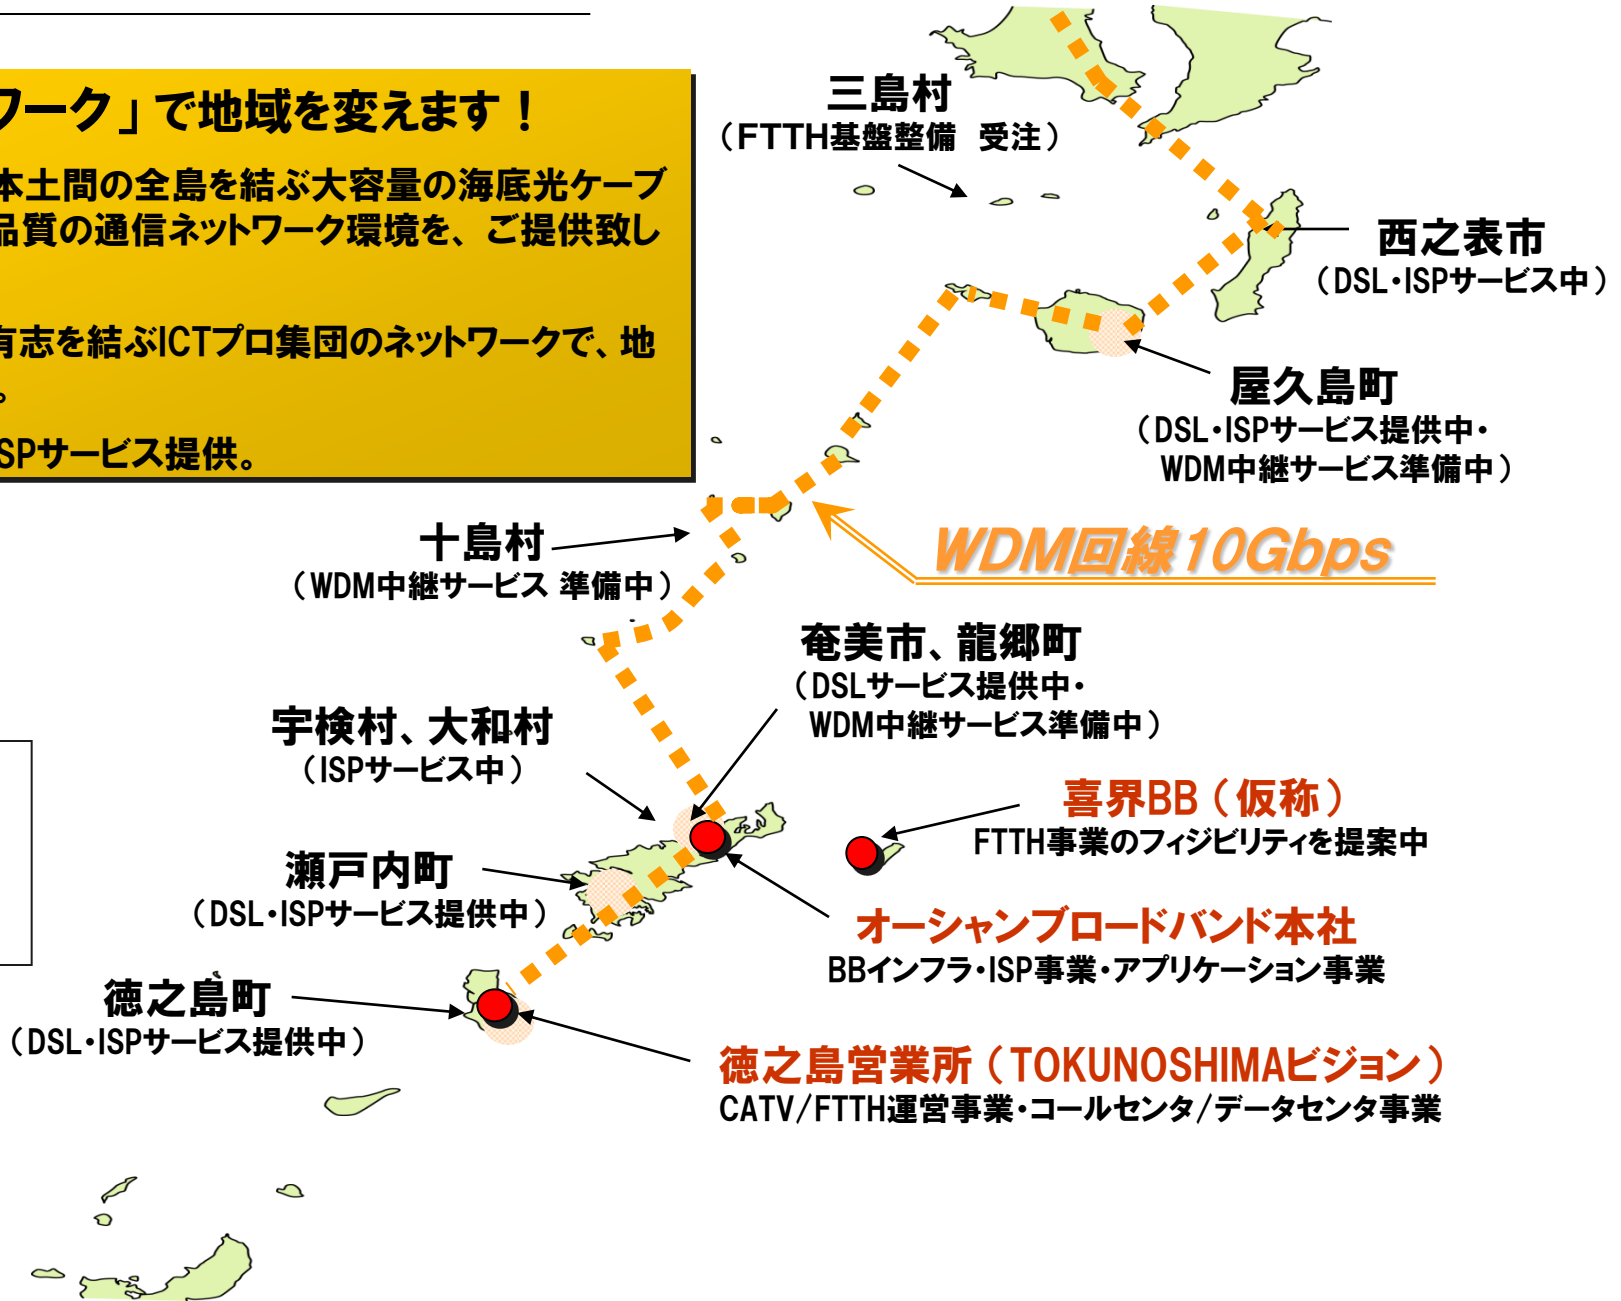 ワーク」で地域を変えます！
本土間の全島を結ぶ大容量の海底光ケーブ
品質の通信ネットワーク環境を、ご提供致し
有志を結ぶICTプロ集団のネットワークで、地
。
SPサービス提供。
三島村
（FTTH基盤整備　受注）
西之表市
（DSL・ISPサービス中）
屋久島町
（DSL・ISPサービス提供中・
WDM中継サービス準備中）
WDM回線10Gbps
十島村
（WDM中継サービス 準備中）
奄美市、龍郷町
（DSLサービス提供中・
WDM中継サービス準備中）
宇検村、大和村
（ISPサービス中）
喜界BB（仮称）
FTTH事業のフィジビリティを提案中
瀬戸内町
（DSL・ISPサービス提供中）
オーシャンブロードバンド本社
BBインフラ・ISP事業・アプリケーション事業
徳之島町
（DSL・ISPサービス提供中）
徳之島営業所（TOKUNOSHIMAビジョン）
CATV/FTTH運営事業・コールセンタ/データセンタ事業